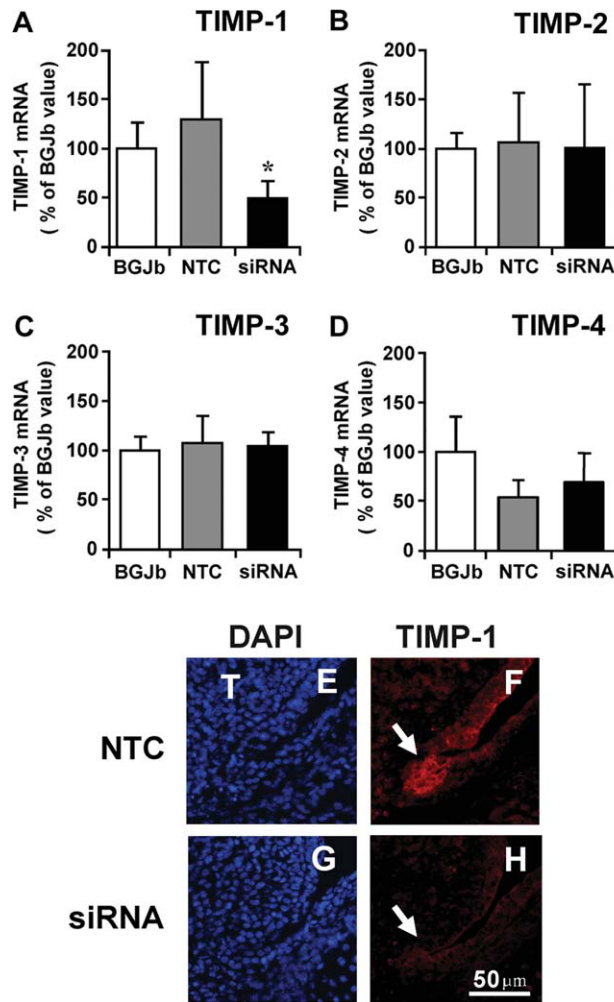 A TIMP-1
TIMP-1 mRNA
( % of BGJb value)
200
150
100
50
0
*
BGJb NTC siRNA
B TIMP-2
TIMP-2 mRNA
( % of BGJb value)
200
150
100
50
0
BGJb NTC siRNA
C TIMP-3
TIMP-3 mRNA
( % of BGJb value)
200
150
100
50
0
BGJb NTC siRNA
D TIMP-4
TIMP-4 mRNA
( % of BGJb value)
200
150
100
50
0
BGJb NTC siRNA
DAPI TIMP-1
NTC
T E F
siRNA
G H
50 μm